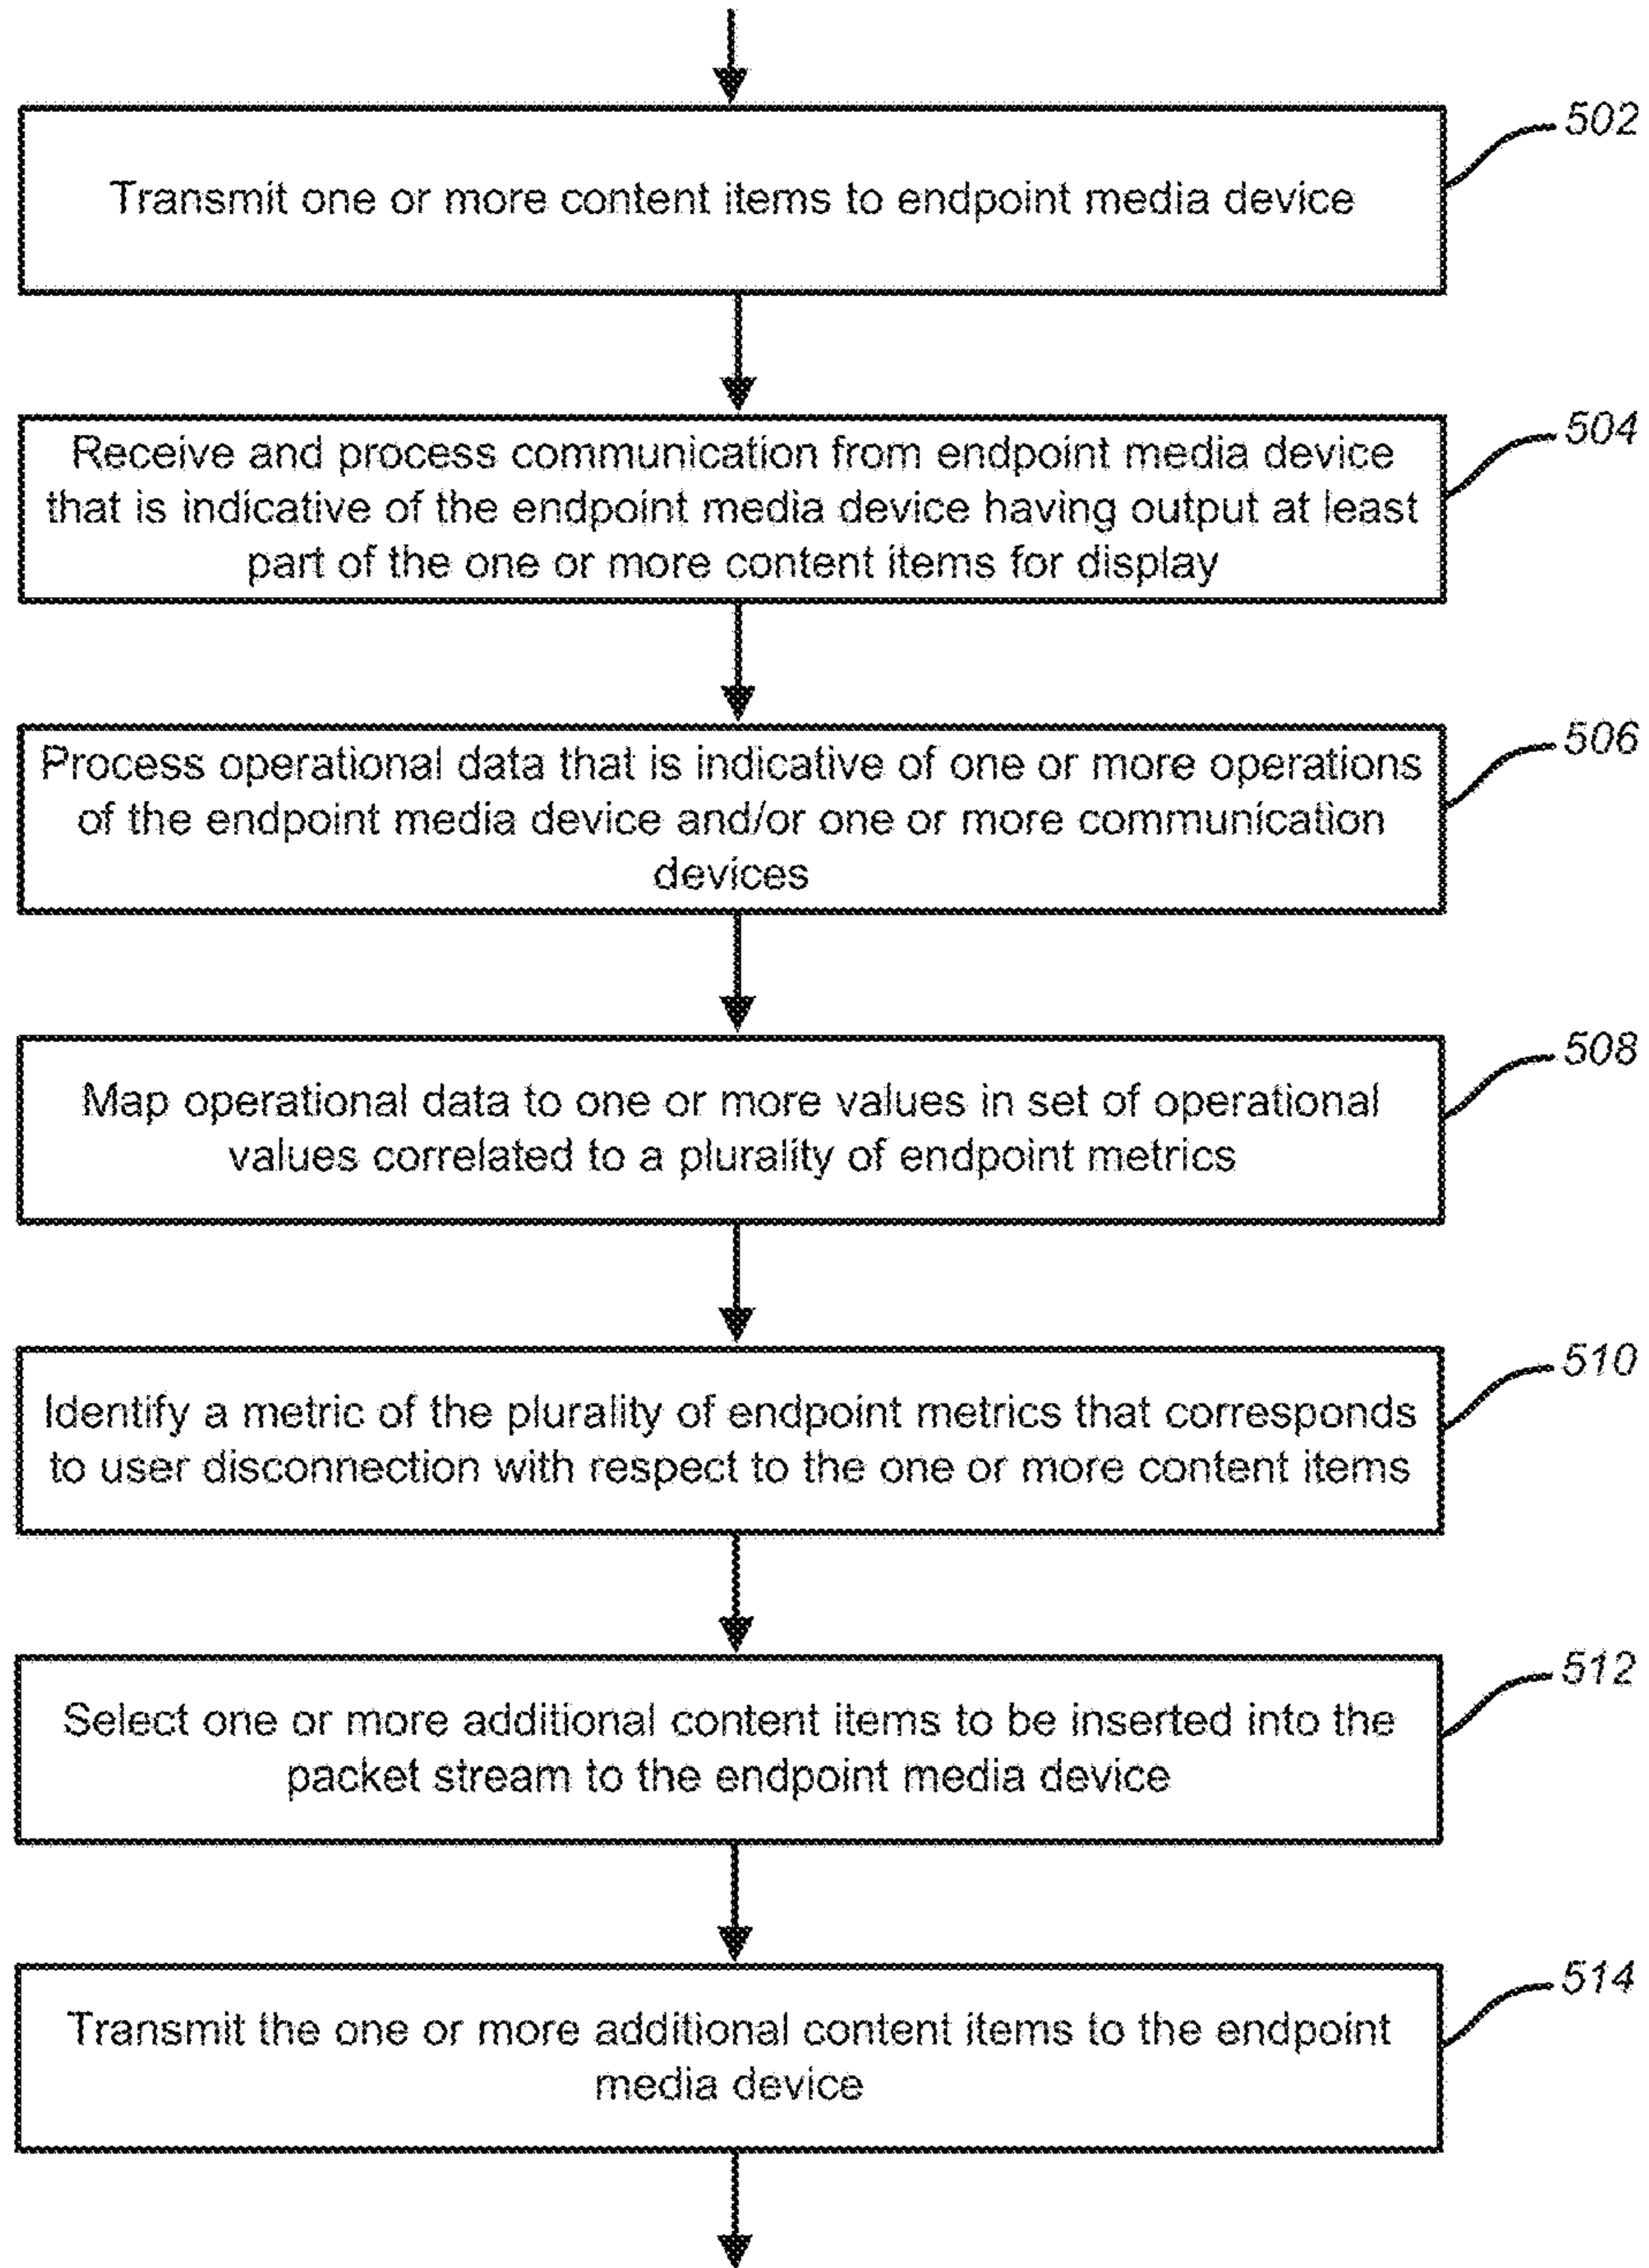 502
Transmit one or more content items to endpoint media device
504
Receive and process communication from endpoint media device
that is indicative of the endpoint media device having output at least
part of the one or more content items for display
506
Process operational data that is indicative of one or more operations
of the endpoint media device and/or one or more communication
devices
508
Map operational data to one or more values in set of operational
values correlated to a plurality of endpoint metrics
510
Identify a metric of the plurality of endpoint metrics that corresponds
to user disconnection with respect to the one or more content items
512
Select one or more additional content items to be inserted into the
packet stream to the endpoint media device
514
Transmit the one or more additional content items to the endpoint
media device